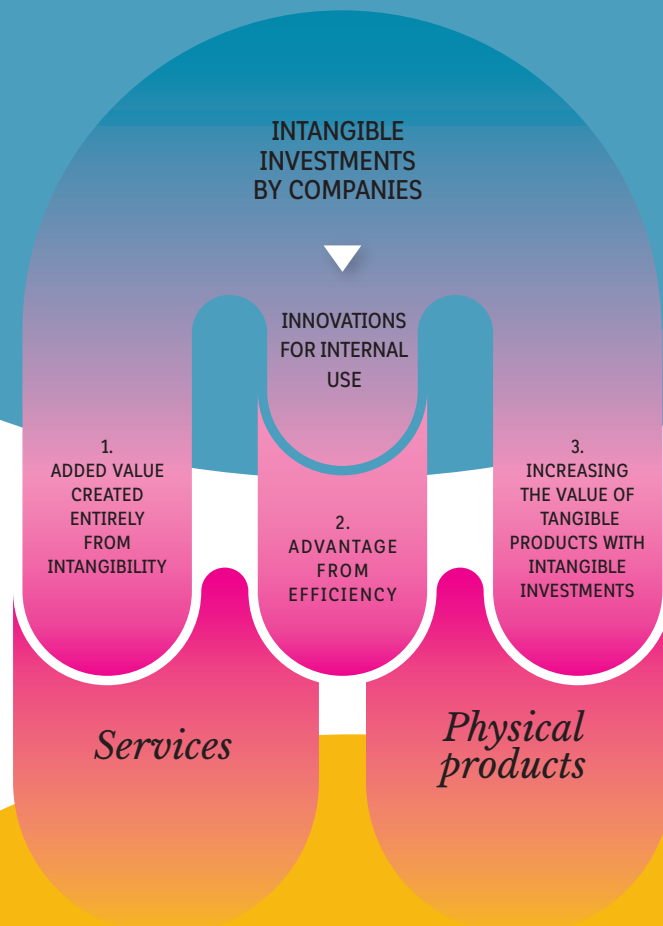 INTANGIBLE
INVESTMENTS
BY COMPANIES
INNOVATIONS
FOR INTERNAL
USE
1.
ADDED VALUE
CREATED
ENTIRELY
FROM
INTANGIBILITY
2.
ADVANTAGE
FROM
EFFICIENCY
3.
INCREASING
THE VALUE OF
TANGIBLE
PRODUCTS WITH
INTANGIBLE
INVESTMENTS
Services
Physical
products